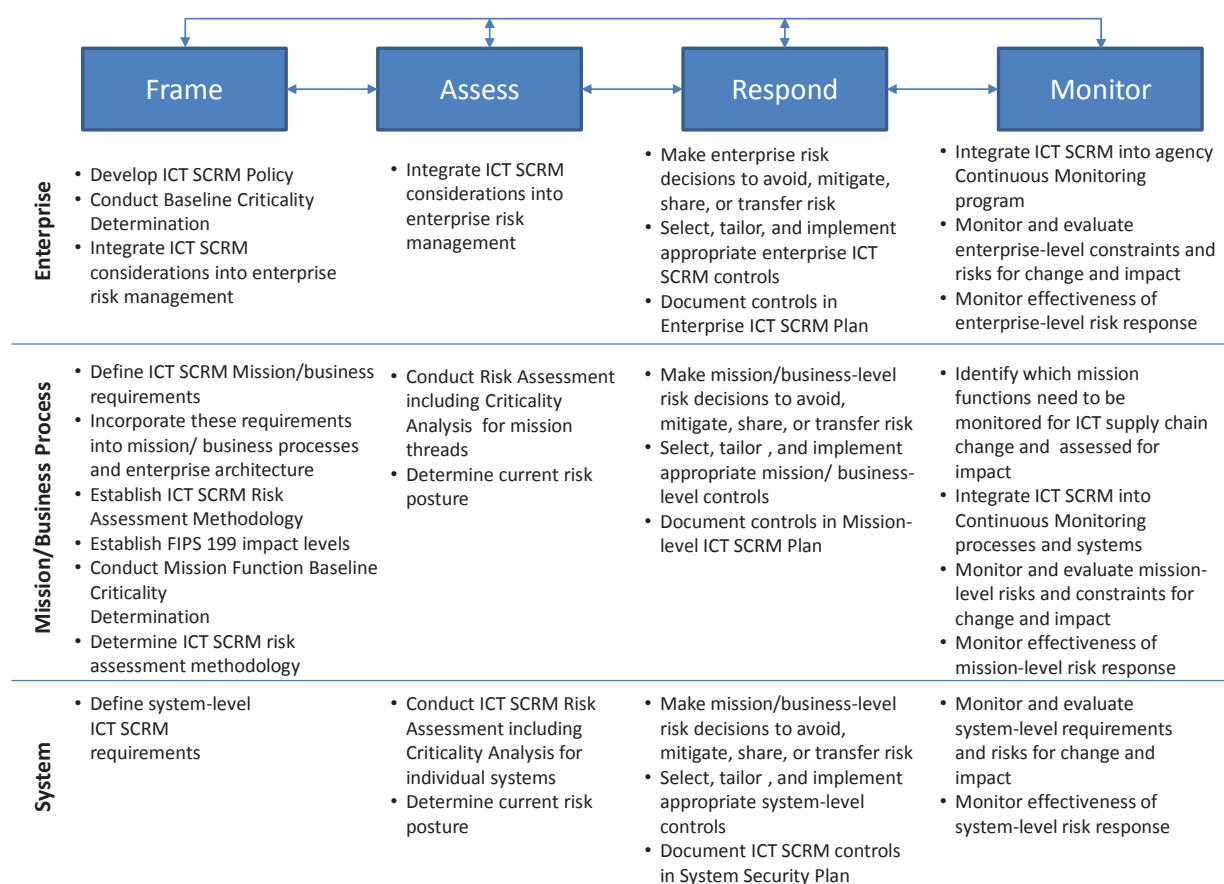 Frame
Assess
Respond
Monitor
Enterprise
• Develop ICT SCRM Policy
• Conduct Baseline Criticality
Determination
• Integrate ICT SCRM
considerations into enterprise
risk management
• Integrate ICT SCRM
considerations into
enterprise risk
management
• Make enterprise risk
decisions to avoid, mitigate,
share, or transfer risk
• Select, tailor, and implement
appropriate enterprise ICT
SCRM controls
• Document controls in
Enterprise ICT SCRM Plan
• Integrate ICT SCRM into agency
Continuous Monitoring
program
• Monitor and evaluate
enterprise-level constraints and
risks for change and impact
• Monitor effectiveness of
enterprise-level risk response
Mission/Business Process
• Define ICT SCRM Mission/business
requirements
• Incorporate these requirements
into mission/ business processes
and enterprise architecture
• Establish ICT SCRM Risk
Assessment Methodology
• Establish FIPS 199 impact levels
• Conduct Mission Function Baseline
Criticality
Determination
• Determine ICT SCRM risk
assessment methodology
• Conduct Risk Assessment
including Criticality
Analysis for mission
threads
• Determine current risk
posture
• Make mission/business-level
risk decisions to avoid,
mitigate, share, or transfer risk
• Select, tailor , and implement
appropriate mission/ business-
level controls
• Document controls in Mission-
level ICT SCRM Plan
• Identify which mission
functions need to be
monitored for ICT supply chain
change and assessed for
impact
• Integrate ICT SCRM into
Continuous Monitoring
processes and systems
• Monitor and evaluate mission-
level risks and constraints for
change and impact
• Monitor effectiveness of
mission-level risk response
System
• Define system-level
ICT SCRM
requirements
• Conduct ICT SCRM Risk
Assessment including
Criticality Analysis for
individual systems
• Determine current risk
posture
• Make mission/business-level
risk decisions to avoid,
mitigate, share, or transfer risk
• Select, tailor , and implement
appropriate system-level
controls
• Document ICT SCRM controls
in System Security Plan
• Monitor and evaluate
system-level requirements
and risks for change and
impact
• Monitor effectiveness of
system-level risk response